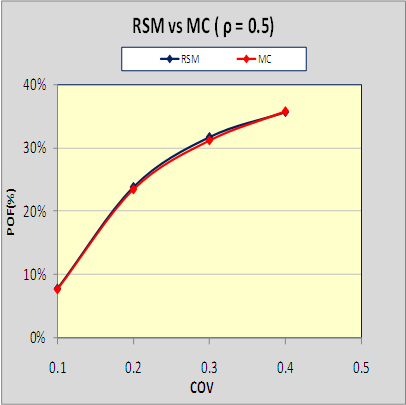 RSM vs MC ( ρ = 0.5)
RSM MC
40%
30%
20%
10%
0%
POF(%)
0.1 0.2 0.3 0.4 0.5
COV